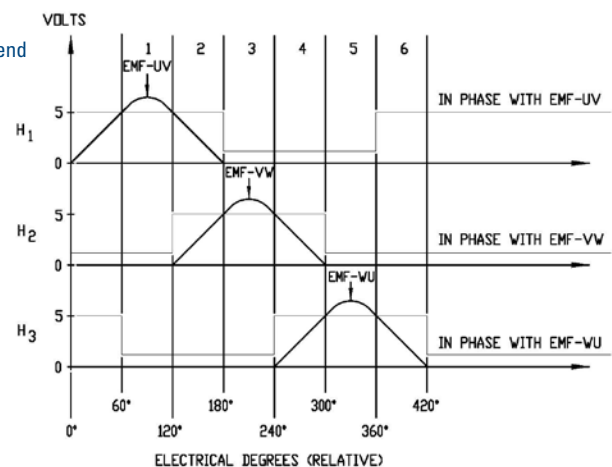 VOLTS
end
1 2 3 4 5 6
EMF-UV
5
H1
0
IN PHASE WITH EMF-UV
EMF-VW
5
H2
0
IN PHASE WITH EMF-VW
EMF-WU
5
H3
0
IN PHASE WITH EMF-WU
60° 180° 300° 420°
0° 120° 240° 360°
ELECTRICAL DEGREES (RELATIVE)